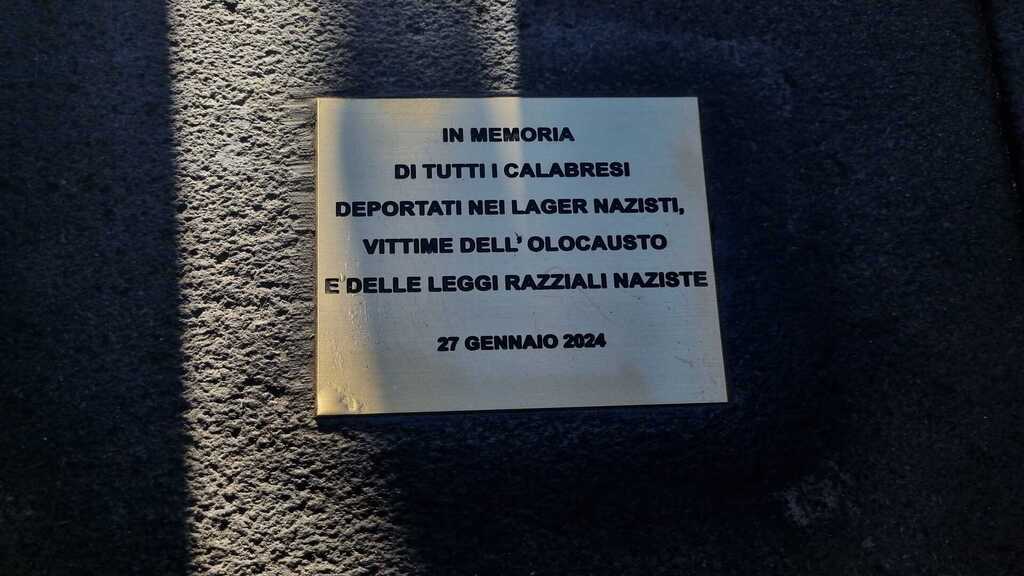 IN MEMORIA
DI TUTTI I CALABRESI
DEPORTATI NEI LAGER NAZISTI,
VITTIME DELL' OLOCAUSTO
E DELLE LEGGI RAZZIALI NAZISTE
27 GENNAIO 2024